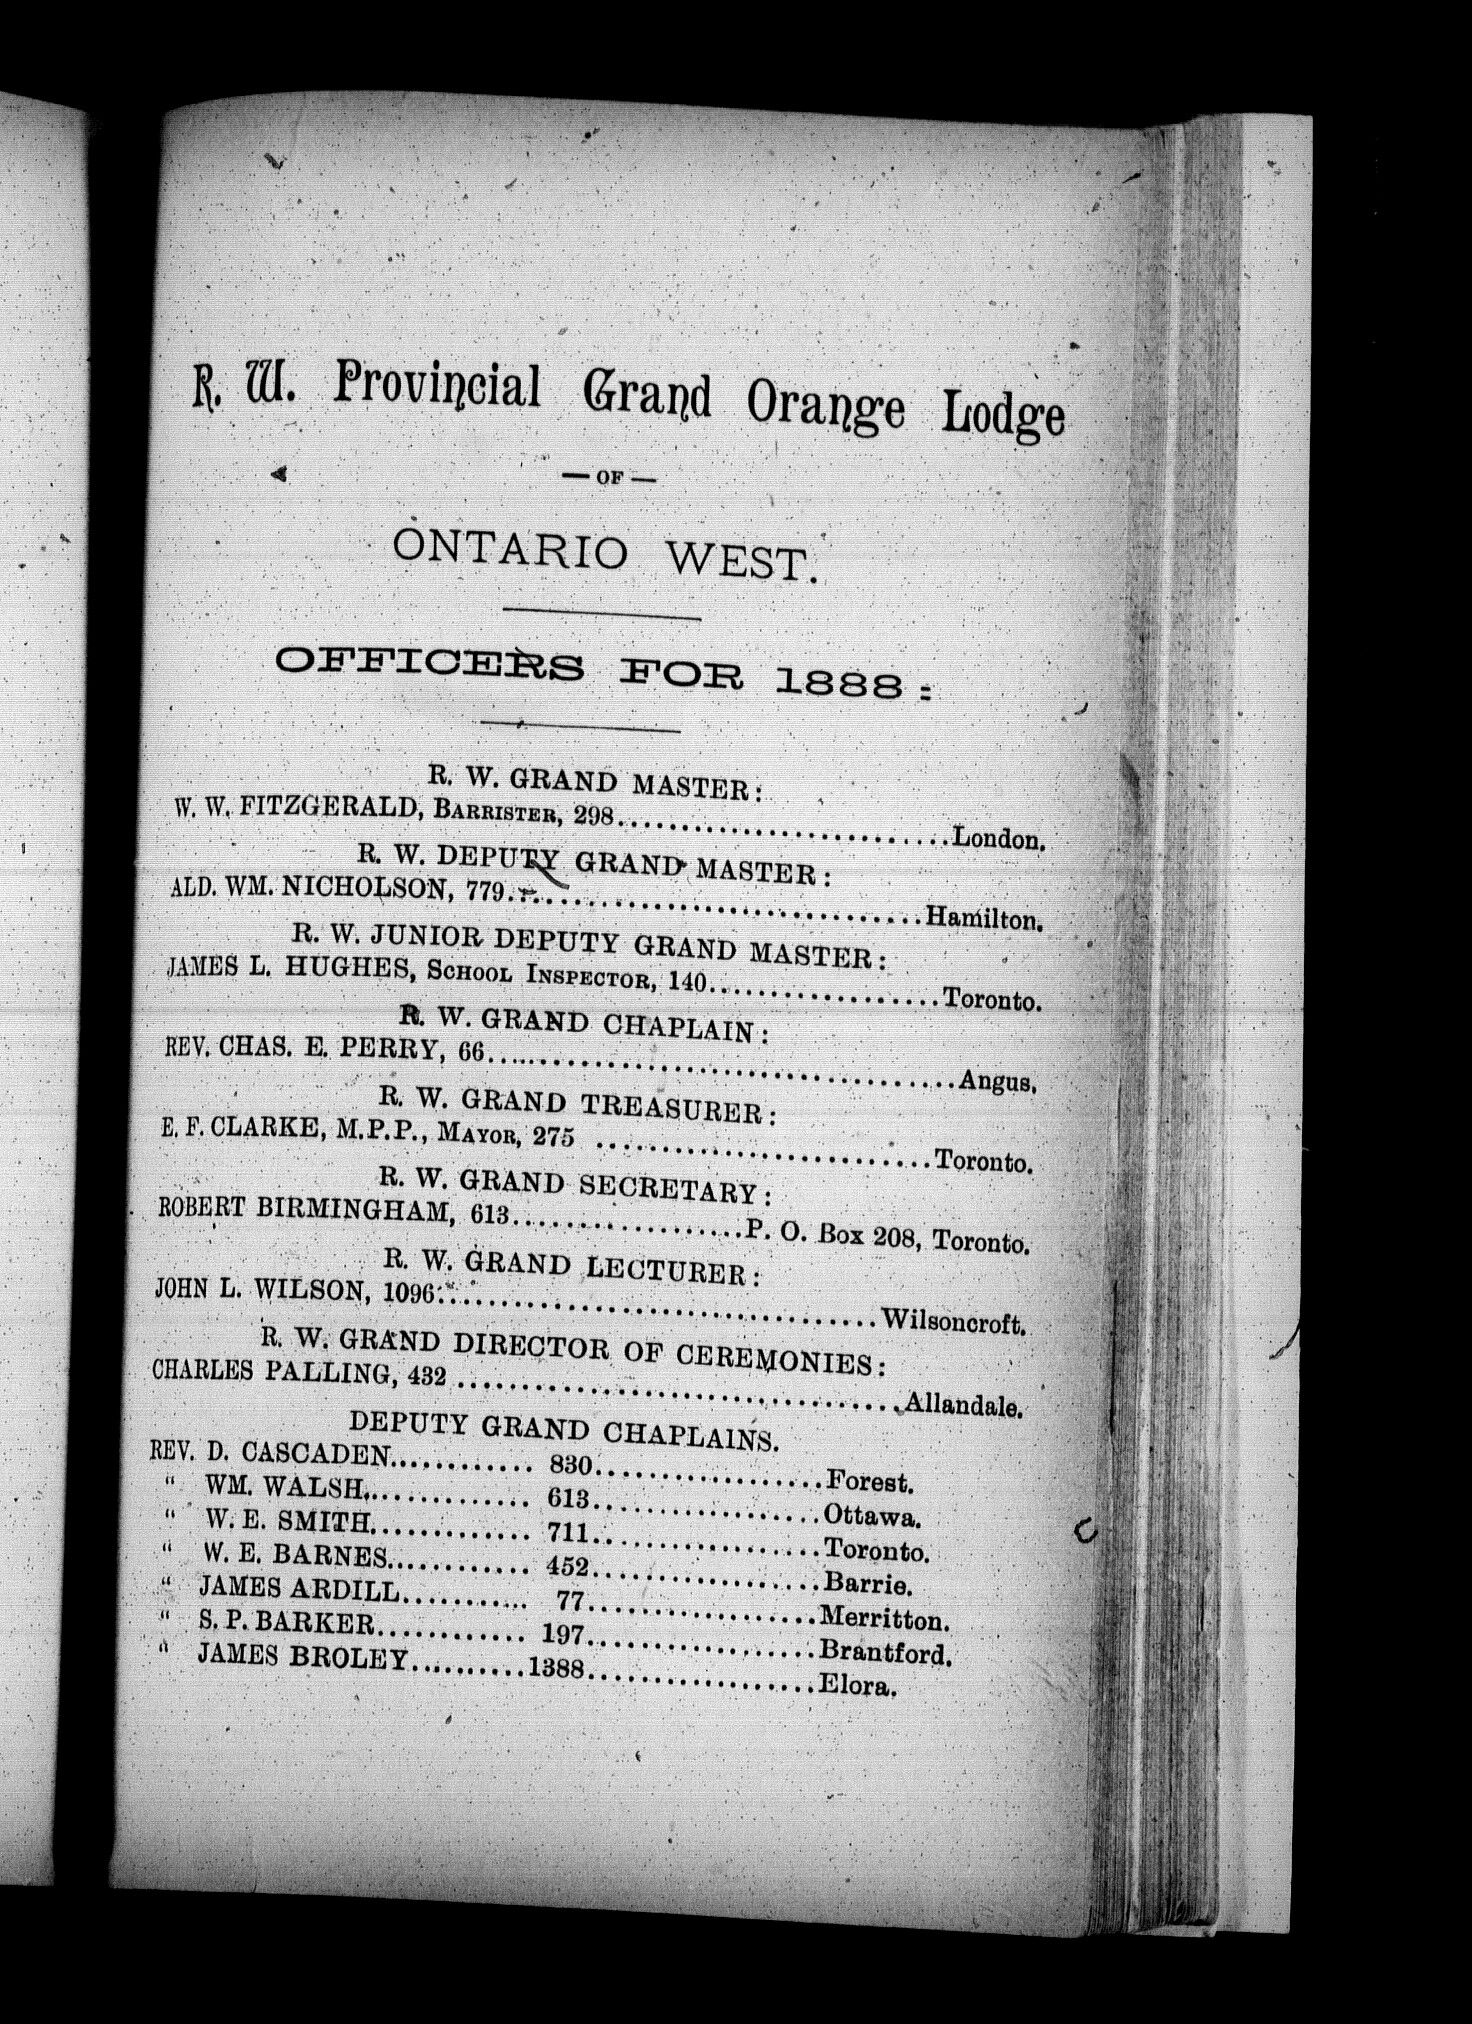 R. W. Provincial Grand Orange Lodge
— OF —
ONTARIO WEST.
OFFICERS FOR 1888:
R. W. GRAND MASTER:
W. W. FITZGERALD, BARRISTER, 298..........................London.
R. W. DEPUTY GRAND MASTER:
ALD. WM. NICHOLSON, 779................................Hamilton.
R. W. JUNIOR DEPUTY GRAND MASTER:
JAMES L. HUGHES, SCHOOL INSPECTOR, 140..................Toronto.
R. W. GRAND CHAPLAIN:
REV. CHAS. E. PERRY, 66....................................Angus.
R. W. GRAND TREASURER:
E. F. CLARKE, M.P.P., MAYOR, 275 ..........................Toronto.
R. W. GRAND SECRETARY:
ROBERT BIRMINGHAM, 613..................P. O. Box 208, Toronto.
R. W. GRAND LECTURER:
JOHN L. WILSON, 1096..................................Wilsoncroft.
R. W. GRAND DIRECTOR OF CEREMONIES:
CHARLES PALLING, 432 ..................................Allandale.
DEPUTY GRAND CHAPLAINS.
REV. D. CASCADEN............ 830..................Forest.
" WM. WALSH............. 613..................Ottawa.
" W. E. SMITH............. 711..................Toronto.
" W. E. BARNES............ 452..................Barrie.
" JAMES ARDILL............ 77..................Merritton.
" S. P. BARKER............ 197..................Brantford.
" JAMES BROLEY..........1388..................Elora.